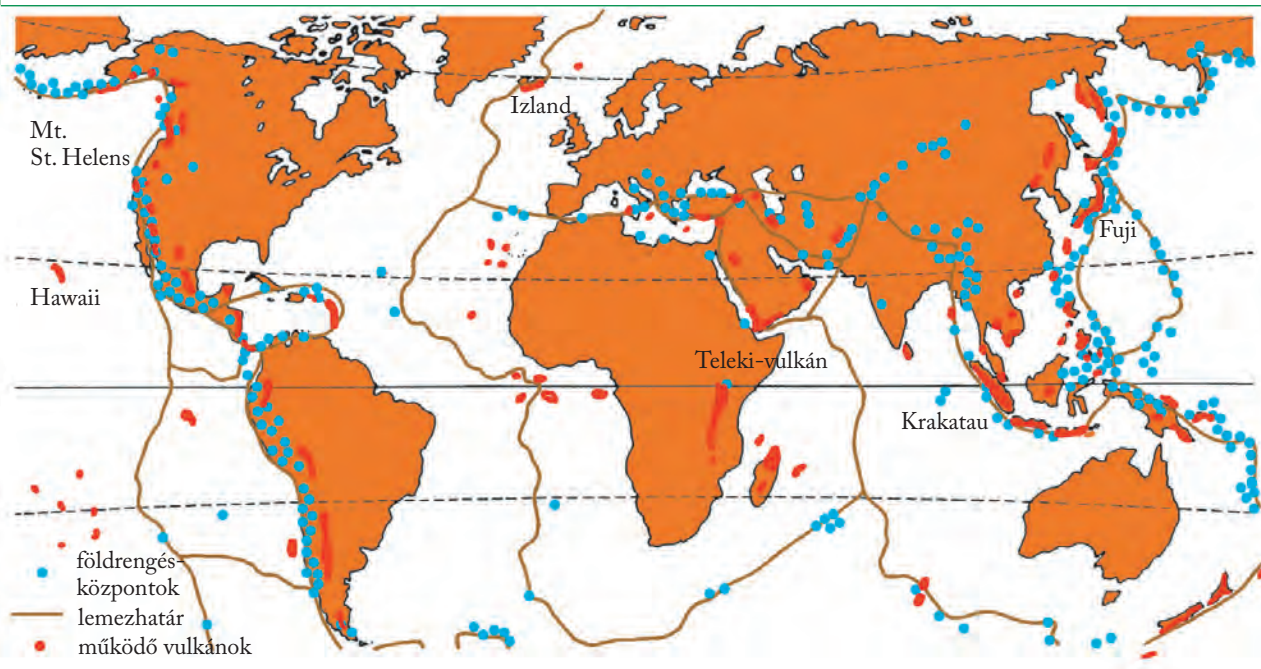 Izland
Mt.
St. Helens
Fuji
Hawaii
Teleki-vulkán
Krakatau
földrengés-
központok
lemezhatár
működő vulkánok